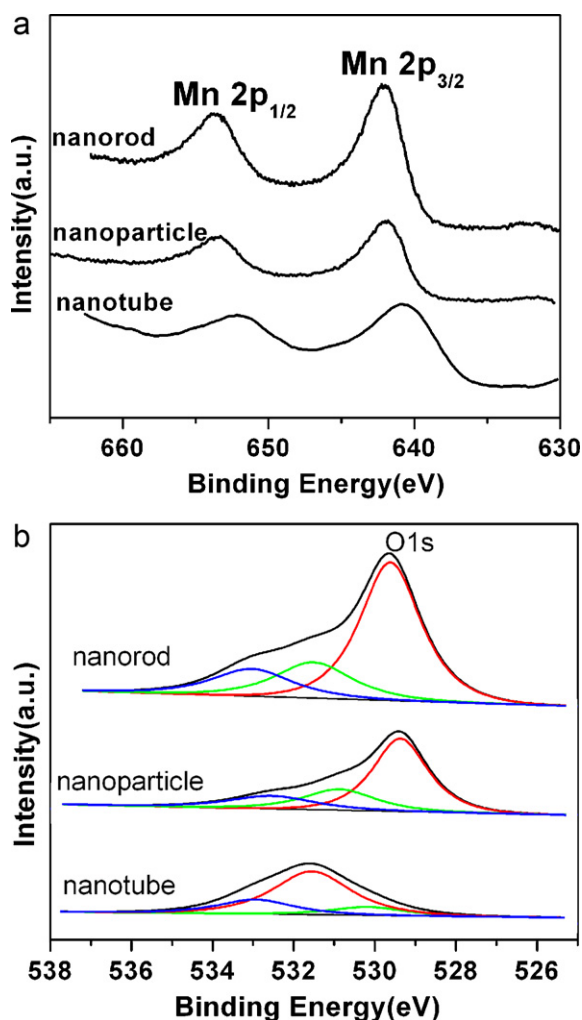 a
Mn 2p3/2
Mn 2p1/2
nanorod
nanoparticle
nanotube
Intensity(a.u.)
660 650 640 630
Binding Energy(eV)
b
O1s
nanorod
nanoparticle
nanotube
Intensity(a.u.)
538 536 534 532 530 528 526
Binding Energy(eV)